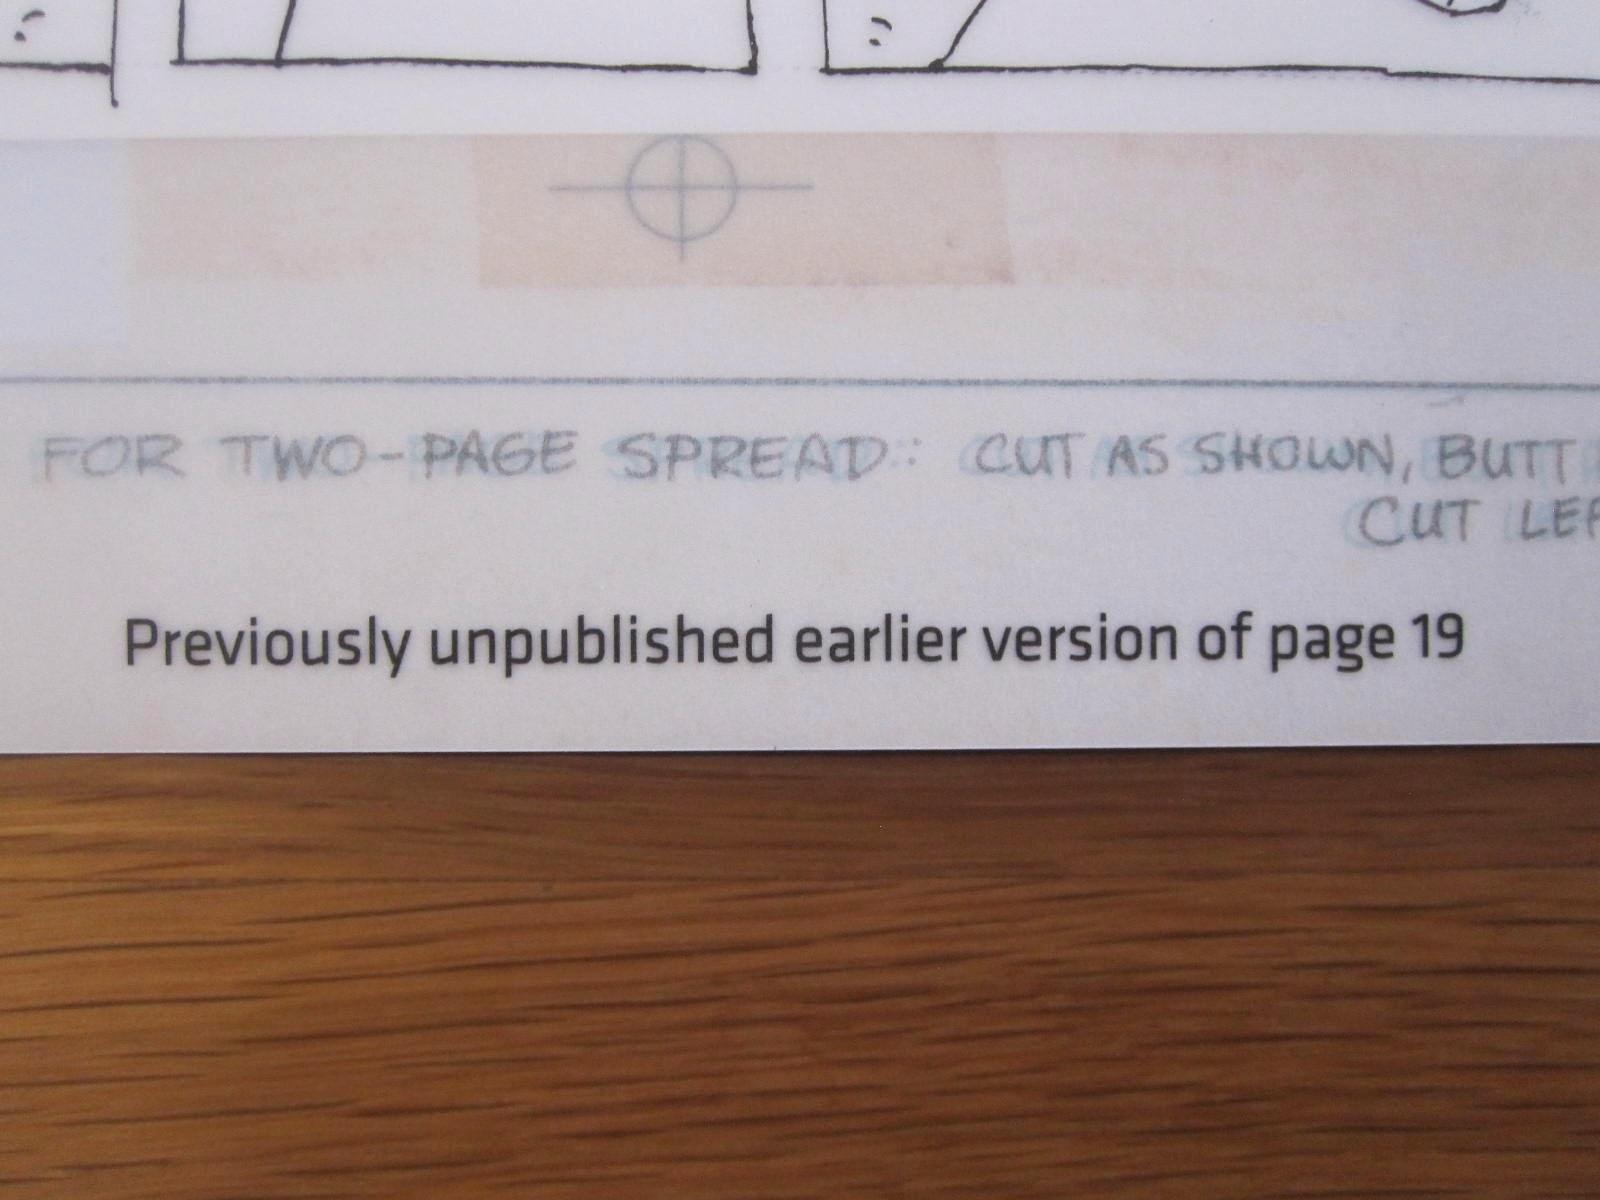 FOR TWO-PAGE SPREAD: CUT AS SHOWN, BUTT
CUT
Previously unpublished earlier version of page 19